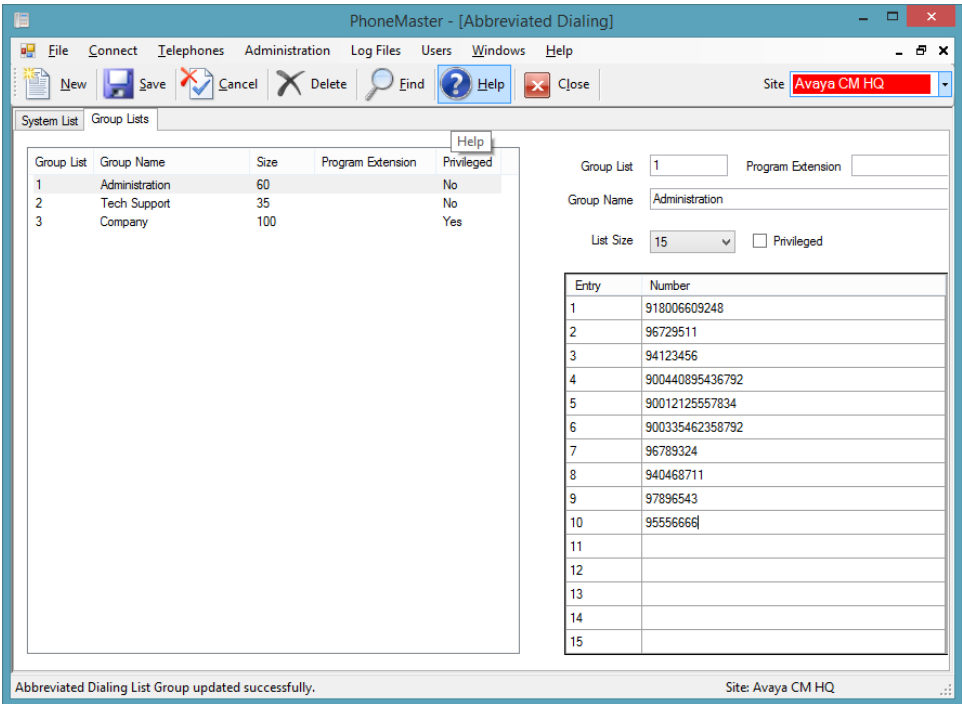 PhoneMaster - [Abbreviated Dialing]
File Connect Telephones Administration Log Files Users Windows Help
New Save Cancel Delete Find Help Close Site Avaya CM HQ
System List Group Lists
Help
Group List Group Name Size Program Extension Privileged
1 Administration 60 No
2 Tech Support 35 No
3 Company 100 Yes
Group List 1 Program Extension
Group Name Administration
List Size 15 Privileged
Entry Number
1 918006609248
2 96729511
3 94123456
4 900440895436792
5 90012125557834
6 900335462358792
7 96789324
8 940468711
9 97896543
10 95556666
11
12
13
14
15
Abbreviated Dialing List Group updated successfully. Site: Avaya CM HQ